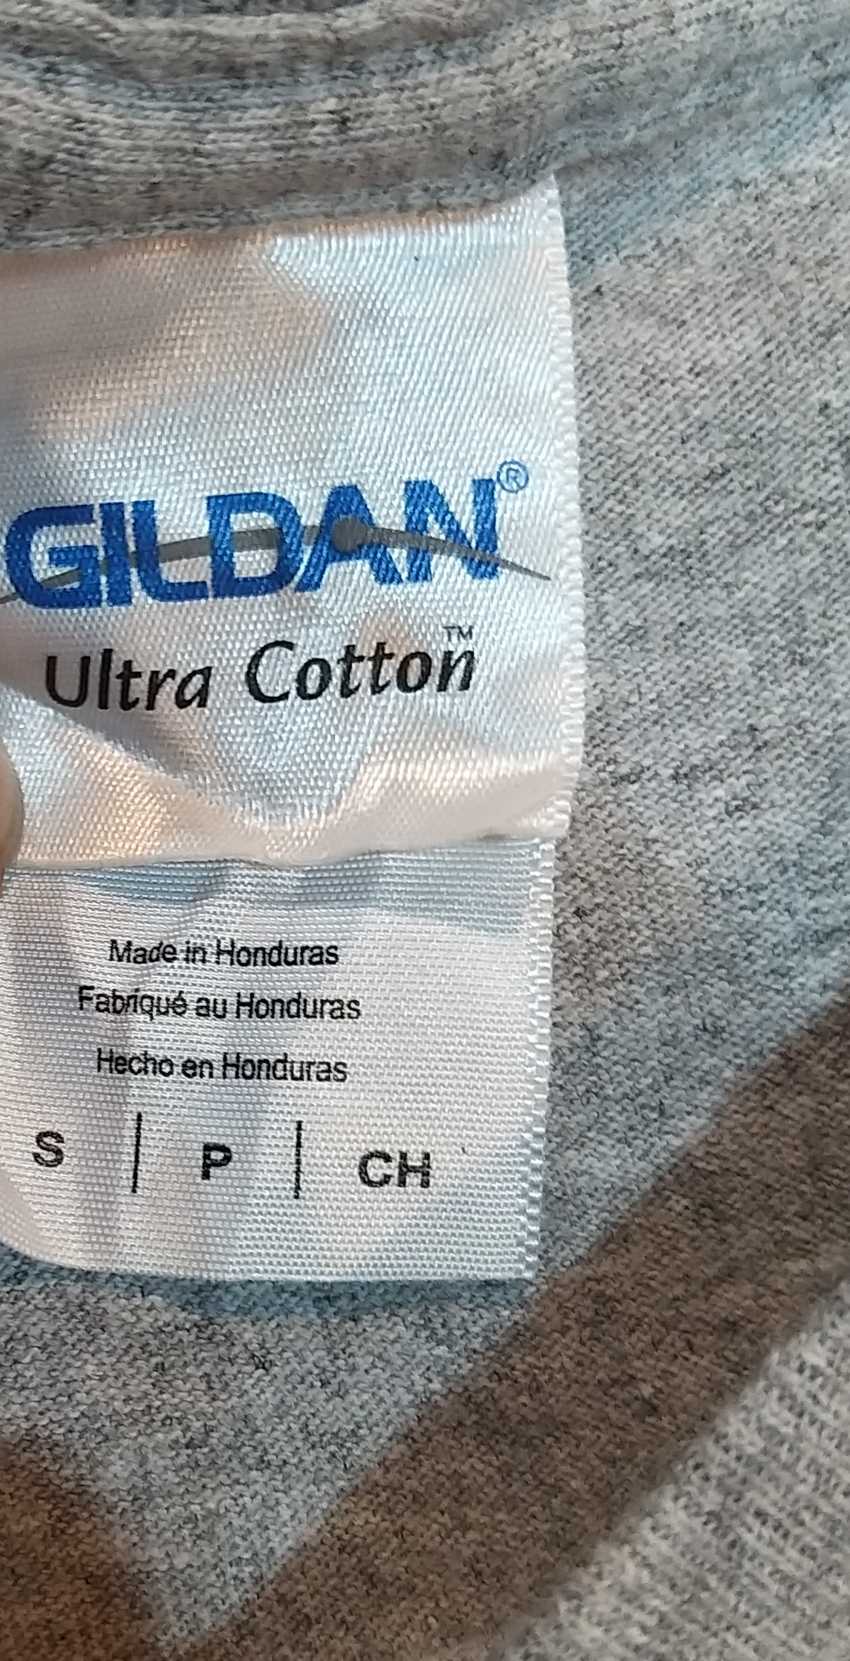 GILDAN®
Ultra Cotton™
Made in Honduras
Fabriqué au Honduras
Hecho en Honduras
S | P | CH